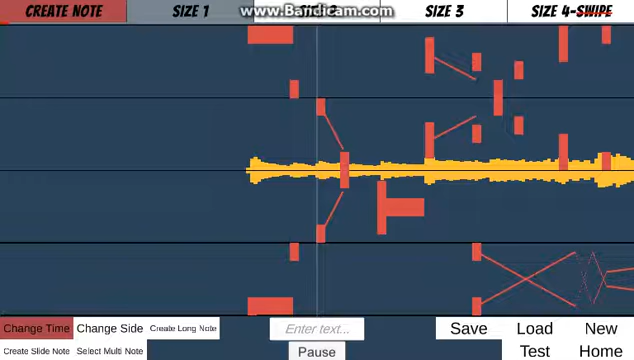 CREATE NOTE SIZE 1 www.Bandicam.com SIZE 3 SIZE 4-SWIPE
Change Time Change Side Create Long Note Enter text... Save Load New
Create Slide Note Select Multi Note Pause Test Home